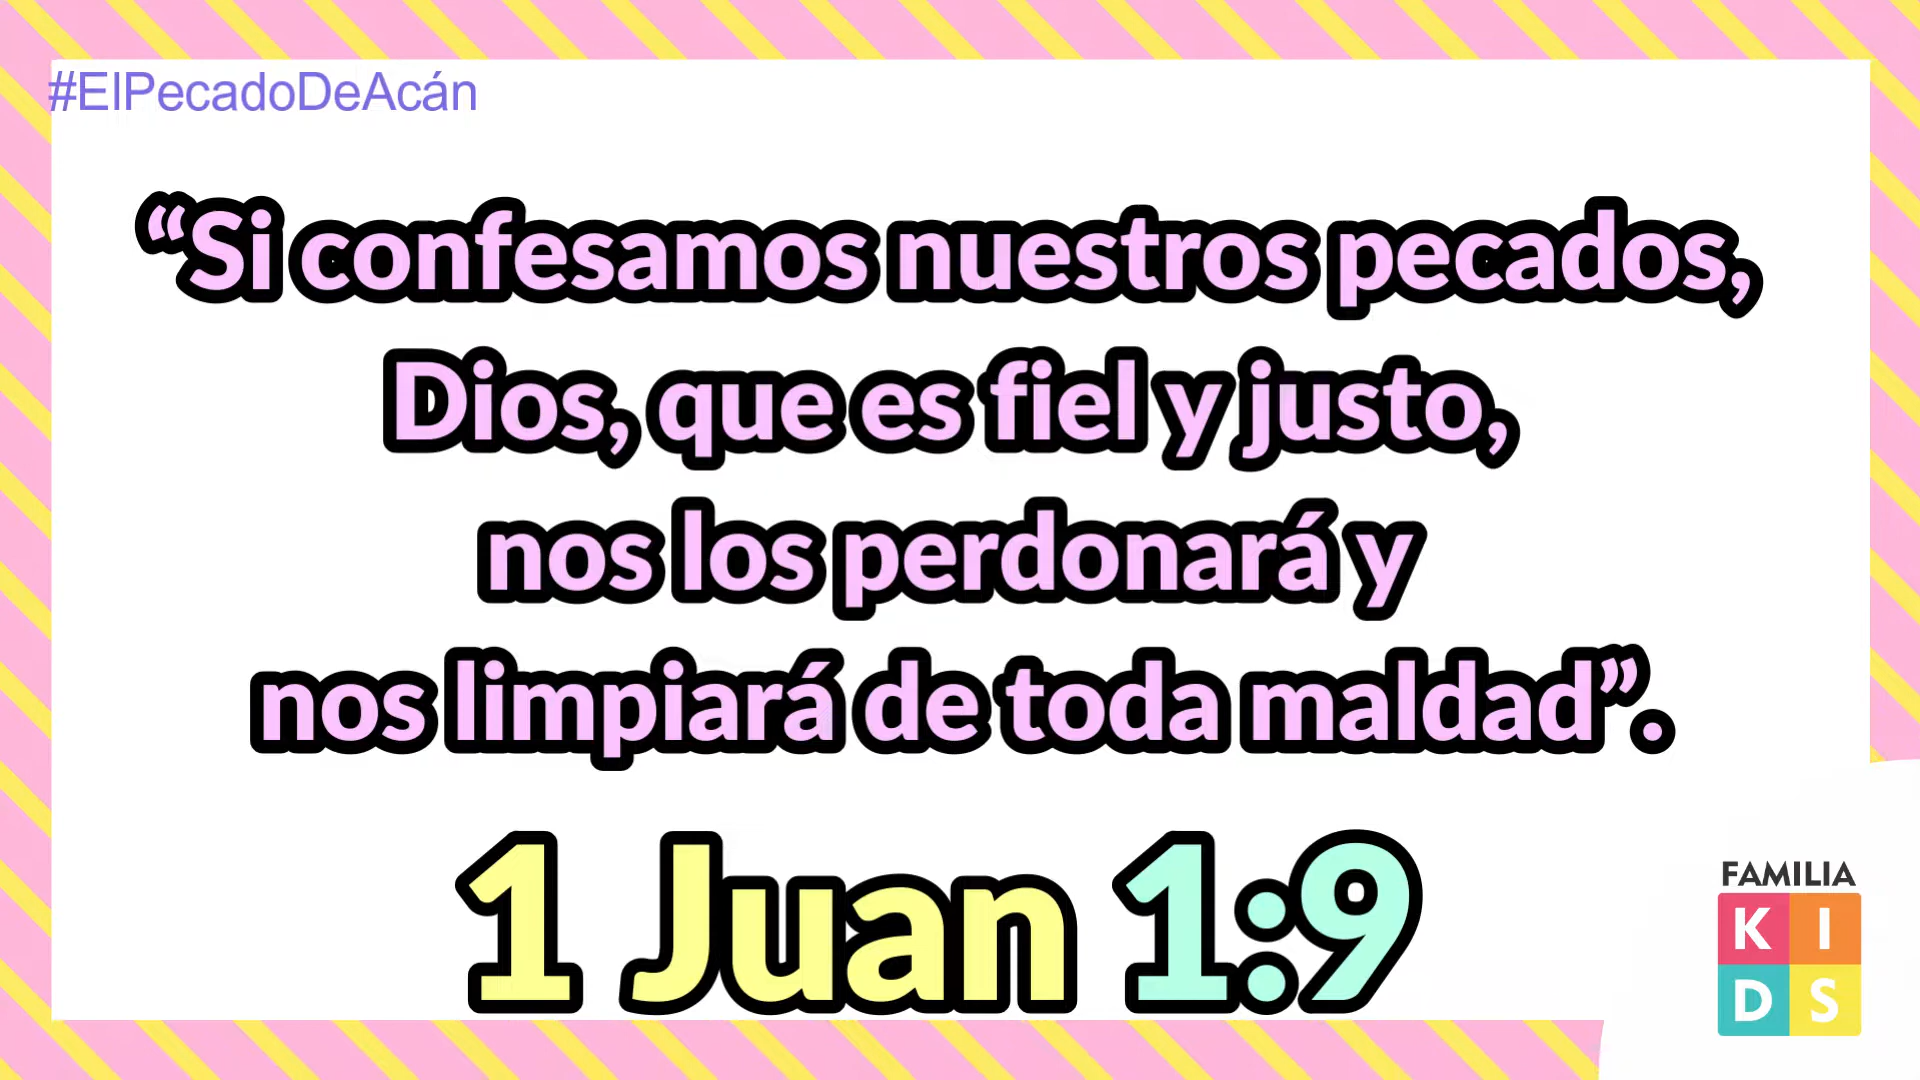 #ElPecadoDeAcán
“Si confesamos nuestros pecados,
Dios, que es fiel y justo,
nos los perdonará y
nos limpiará de toda maldad”.
1 Juan 1:9
FAMILIA
KI
DS